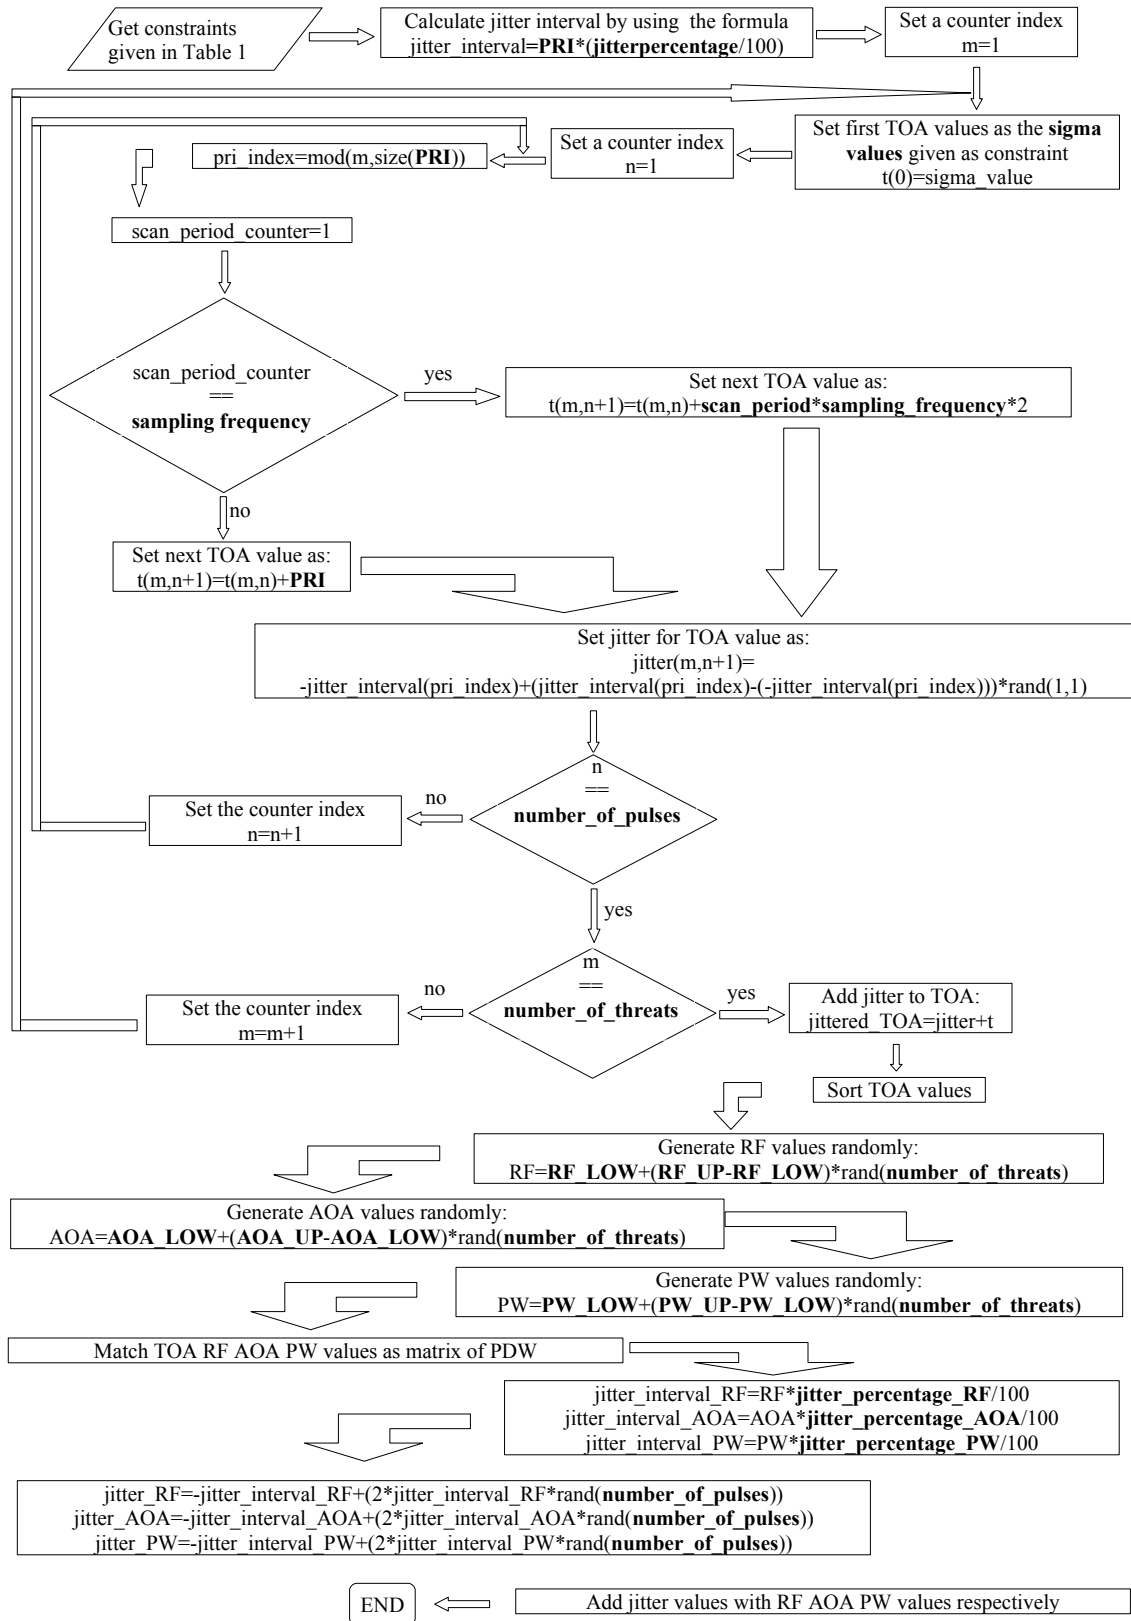 Get constraints
given in Table 1
Calculate jitter interval by using the formula
jitter_interval=PRI*(jitterpercentage/100)
Set a counter index
m=1
Set first TOA values as the sigma
values given as constraint
t(0)=sigma_value
Set a counter index
n=1
pri_index=mod(m,size(PRI))
scan_period_counter=1
scan_period_counter
==
sampling frequency
yes
Set next TOA value as:
t(m,n+1)=t(m,n)+scan_period*sampling_frequency*2
no
Set next TOA value as:
t(m,n+1)=t(m,n)+PRI
Set jitter for TOA value as:
jitter(m,n+1)=
-jitter_interval(pri_index)+(jitter_interval(pri_index)-(-jitter_interval(pri_index)))*rand(1,1)
n
==
number_of_pulses
no
Set the counter index
n=n+1
yes
m
==
number_of_threats
no
Set the counter index
m=m+1
yes
Add jitter to TOA:
jittered_TOA=jitter+t
Sort TOA values
Generate RF values randomly:
RF=RF_LOW+(RF_UP-RF_LOW)*rand(number_of_threats)
Generate AOA values randomly:
AOA=AOA_LOW+(AOA_UP-AOA_LOW)*rand(number_of_threats)
Generate PW values randomly:
PW=PW_LOW+(PW_UP-PW_LOW)*rand(number_of_threats)
Match TOA RF AOA PW values as matrix of PDW
jitter_interval_RF=RF*jitter_percentage_RF/100
jitter_interval_AOA=AOA*jitter_percentage_AOA/100
jitter_interval_PW=PW*jitter_percentage_PW/100
jitter_RF=-jitter_interval_RF+(2*jitter_interval_RF*rand(number_of_pulses))
jitter_AOA=-jitter_interval_AOA+(2*jitter_interval_AOA*rand(number_of_pulses))
jitter_PW=-jitter_interval_PW+(2*jitter_interval_PW*rand(number_of_pulses))
Add jitter values with RF AOA PW values respectively
END